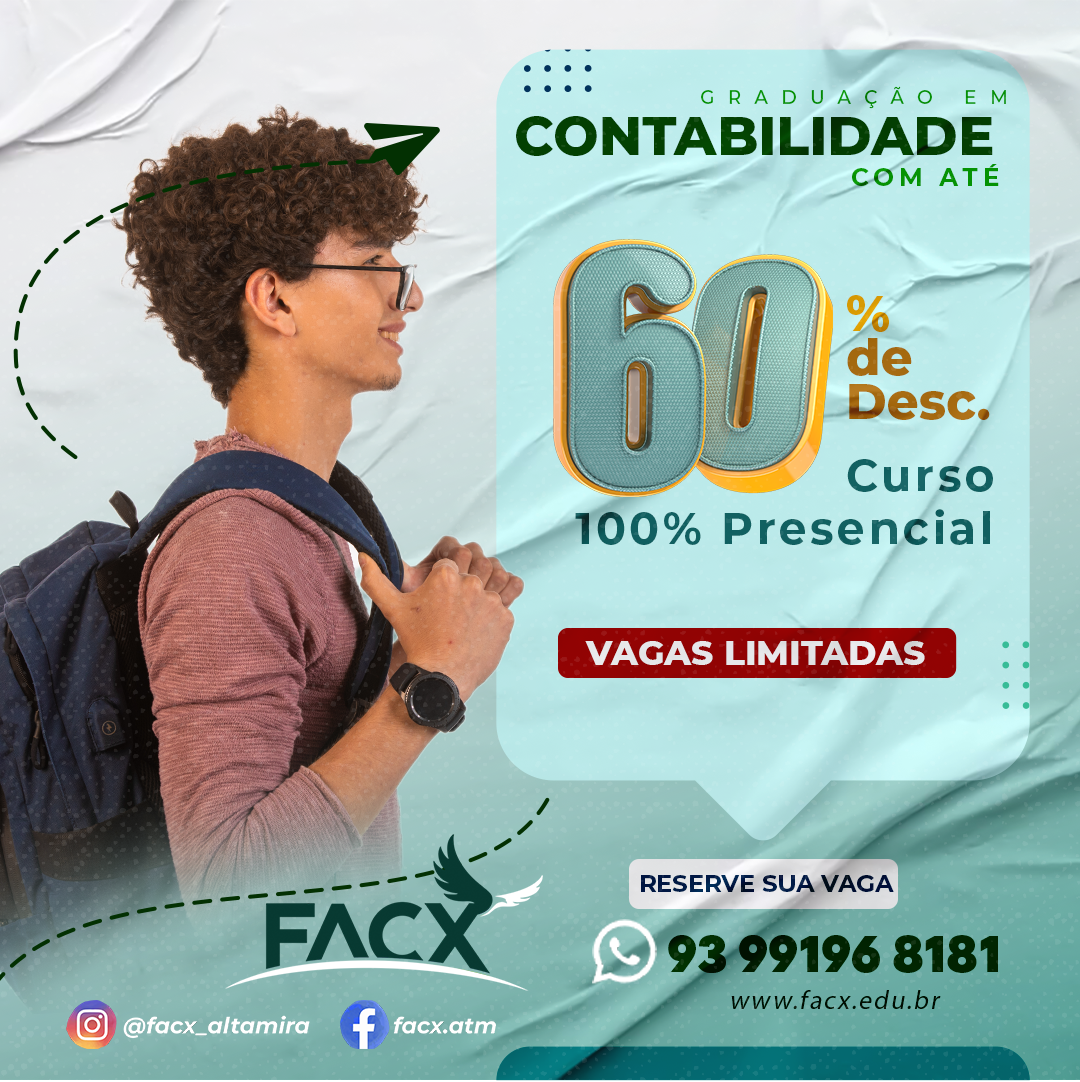 GRADUAÇÃO EM
CONTABILIDADE
COM ATÉ
60
%
de
Desc.
Curso
100% Presencial
VAGAS LIMITADAS
RESERVE SUA VAGA
93 99196 8181
www.facx.edu.br
FACX
@facx_altamira
facx.atm